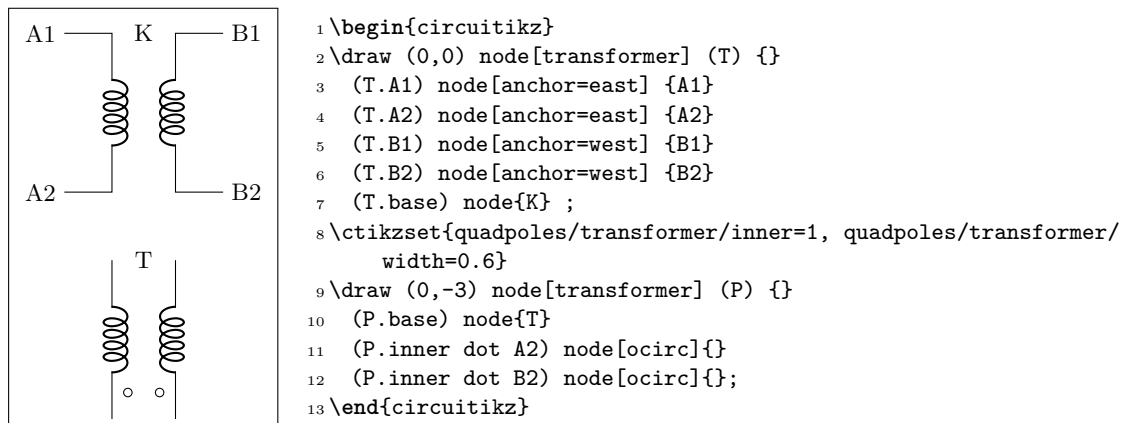 A1 K B1
A2 B2
T
1 \begin{circuitikz}
2 \draw (0,0) node[transformer] (T) {}
3 (T.A1) node[anchor=east] {A1}
4 (T.A2) node[anchor=east] {A2}
5 (T.B1) node[anchor=west] {B1}
6 (T.B2) node[anchor=west] {B2}
7 (T.base) node{K} ;
8 \ctikzset{quadpoles/transformer/inner=1, quadpoles/transformer/
width=0.6}
9 \draw (0,-3) node[transformer] (P) {}
10 (P.base) node{T}
11 (P.inner dot A2) node[ocirc]{}
12 (P.inner dot B2) node[ocirc]{};
13 \end{circuitikz}